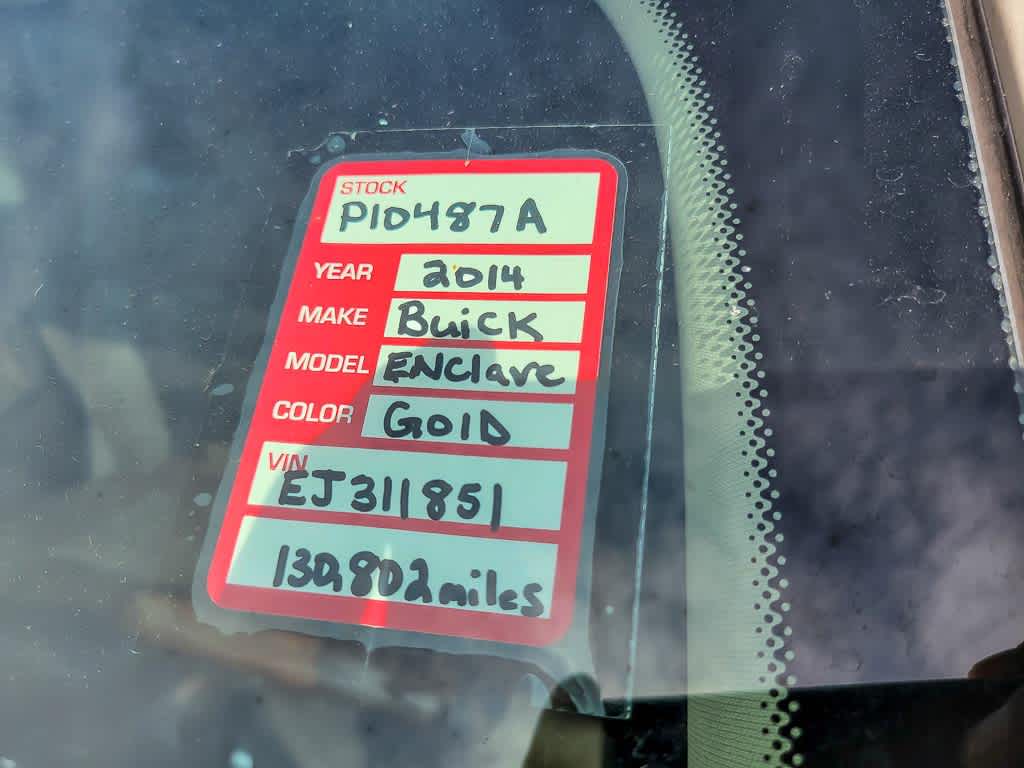 STOCK
P10487A
YEAR 2014
MAKE BuiCK
MODEL ENClave
COLOR GOlD
VIN
EJ311851
130,802 miles